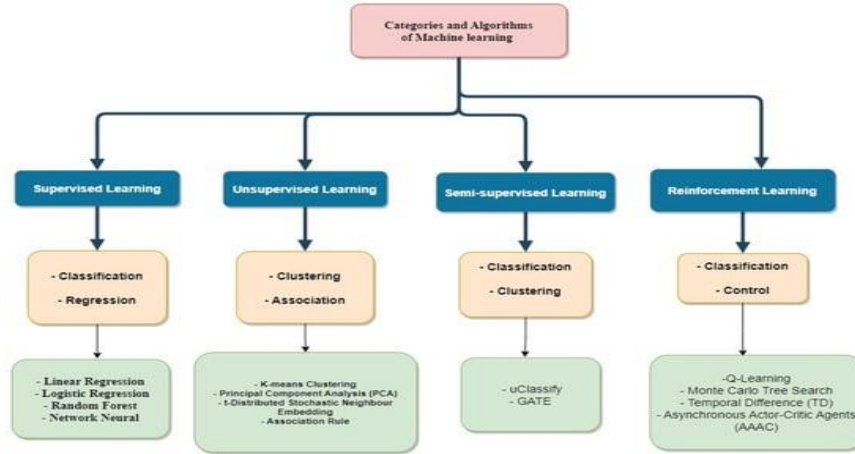 Categories and Algorithms
of Machine learning
Supervised Learning
Unsupervised Learning
Semi-supervised Learning
Reinforcement Learning
- Classification
- Regression
- Clustering
- Association
- Classification
- Clustering
- Classification
- Control
- Linear Regression
- Logistic Regression
- Random Forest
- Network Neural
- K-means Clustering
- Principal Component Analysis (PCA)
- t-Distributed Stochastic Neighbour
Embedding
- Association Rule
- uClassify
- GATE
-Q-Learning
- Monte Carlo Tree Search
- Temporal Difference (TD)
- Asynchronous Actor-Critic Agents
(AAAC)